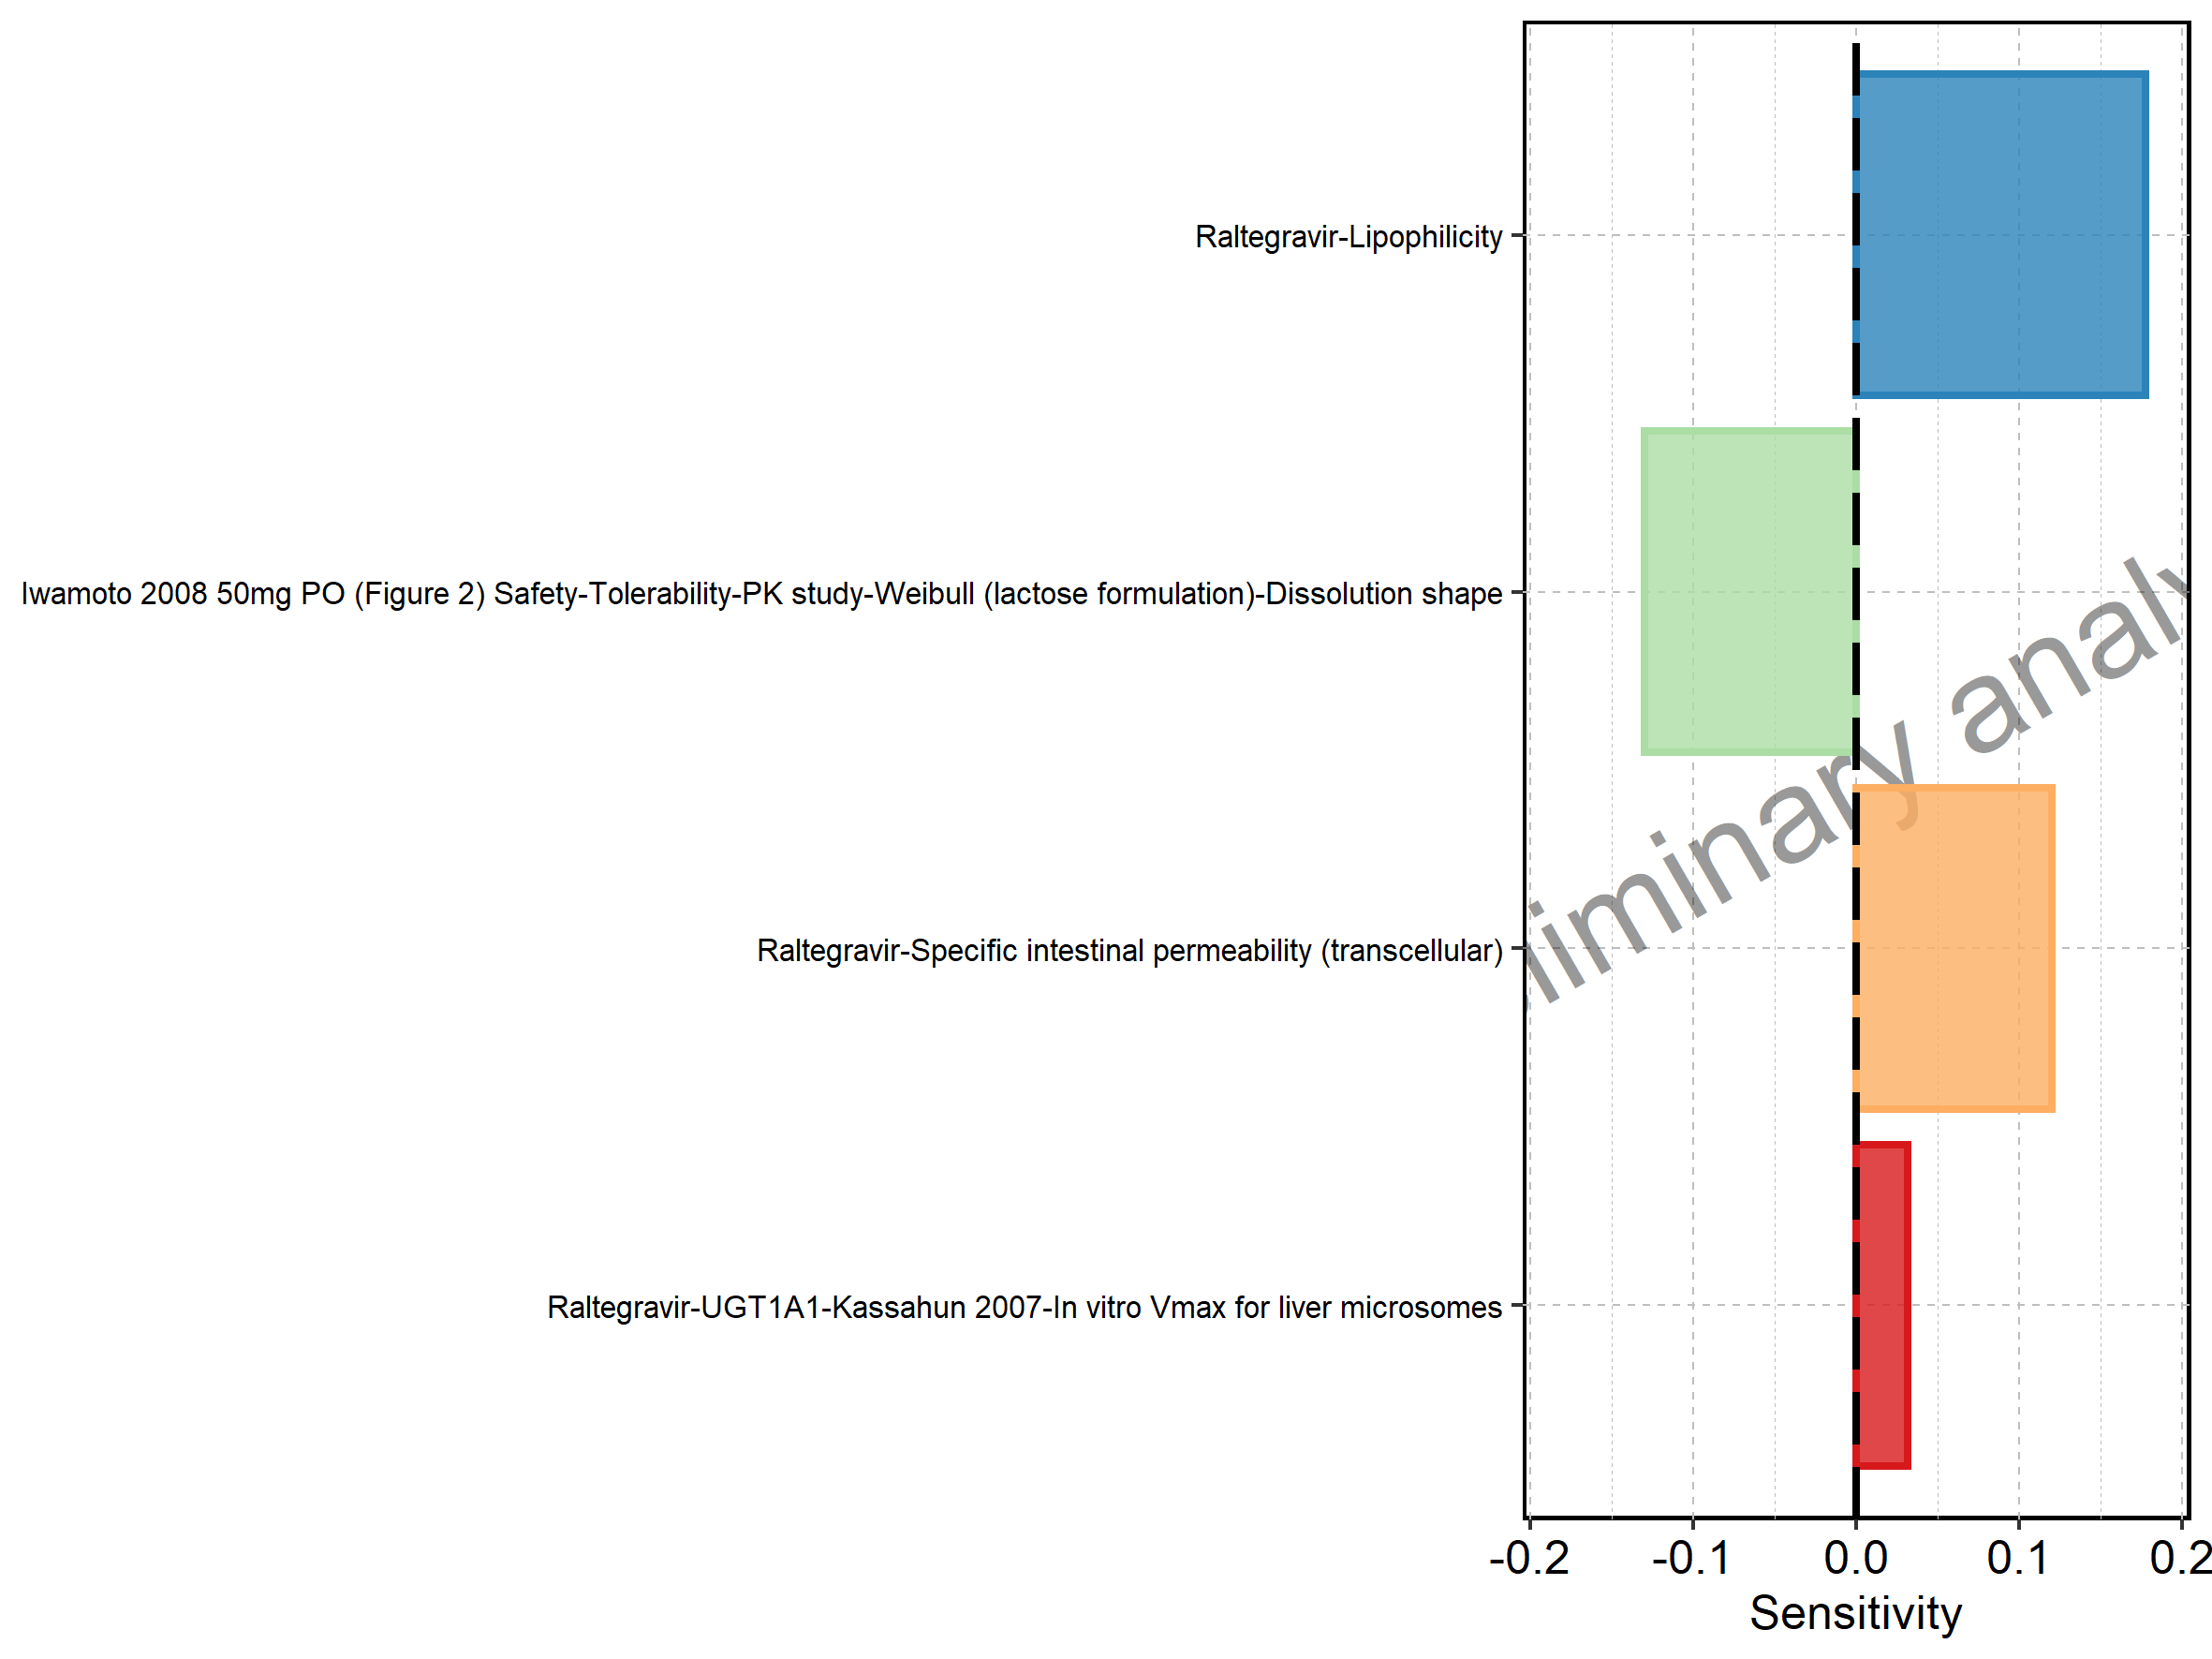 Raltegravir-Lipophilicity
Iwamoto 2008 50mg PO (Figure 2) Safety-Tolerability-PK study-Weibull (lactose formulation)-Dissolution shape
Raltegravir-Specific intestinal permeability (transcellular)
Raltegravir-UGT1A1-Kassahun 2007-In vitro Vmax for liver microsomes
-0.2 -0.1 0.0 0.1 0.2
Sensitivity